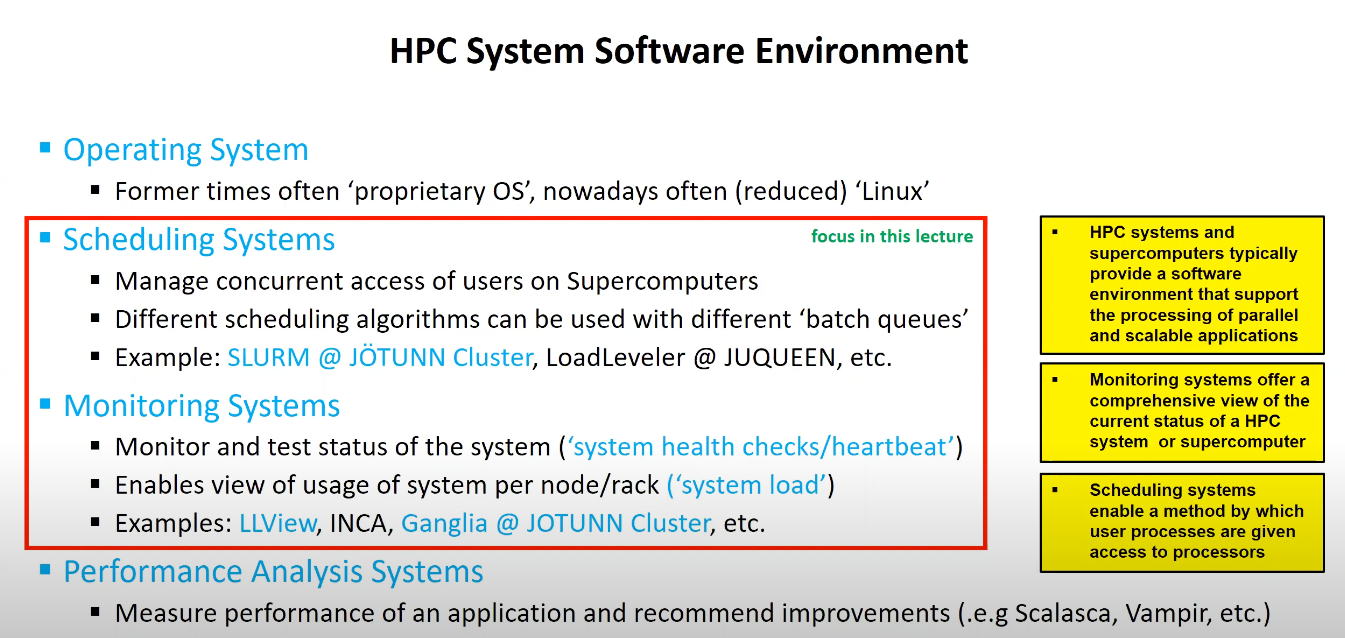 HPC System Software Environment
▪ Operating System
▪ Former times often ‘proprietary OS’, nowadays often (reduced) ‘Linux’
▪ Scheduling Systems
focus in this lecture
▪ Manage concurrent access of users on Supercomputers
▪ Different scheduling algorithms can be used with different ‘batch queues’
▪ Example: SLURM @ JÖTUNN Cluster, LoadLeveler @ JUQUEEN, etc.
▪ Monitoring Systems
▪ Monitor and test status of the system (‘system health checks/heartbeat’)
▪ Enables view of usage of system per node/rack (‘system load’)
▪ Examples: LLView, INCA, Ganglia @ JOTUNN Cluster, etc.
▪ Performance Analysis Systems
▪ Measure performance of an application and recommend improvements (.e.g Scalasca, Vampir, etc.)
▪ HPC systems and
supercomputers typically
provide a software
environment that support
the processing of parallel
and scalable applications
▪ Monitoring systems offer a
comprehensive view of the
current status of a HPC
system or supercomputer
▪ Scheduling systems
enable a method by which
user processes are given
access to processors